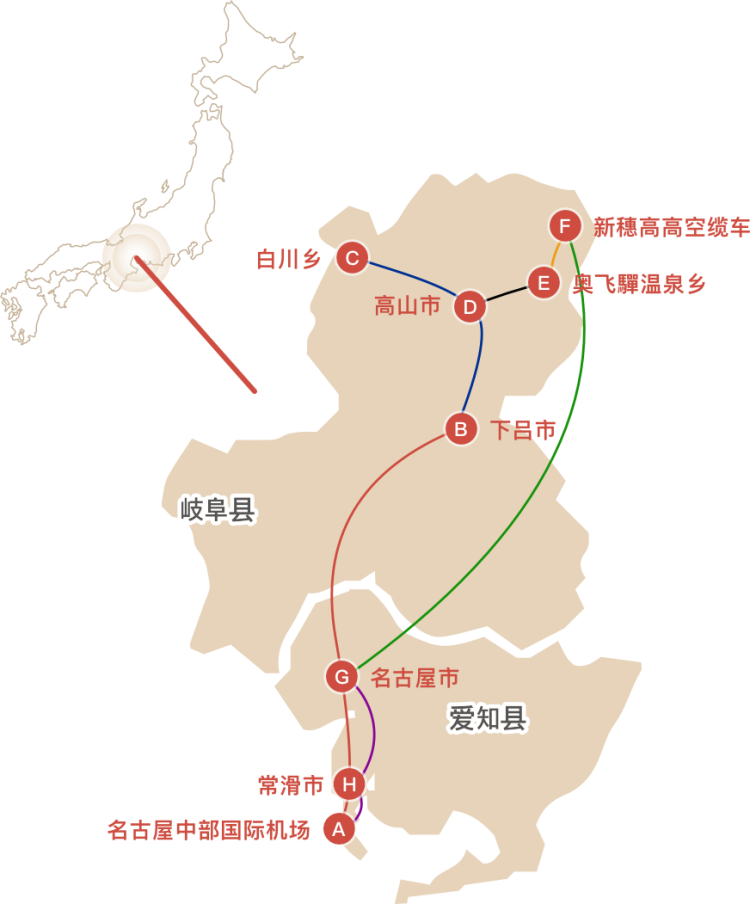 F 新穗高高空缆车
白川乡 C
E 奥飞驒温泉乡
高山市 D
B 下吕市
岐阜县
G 名古屋市
爱知县
常滑市 H
名古屋中部国际机场 A